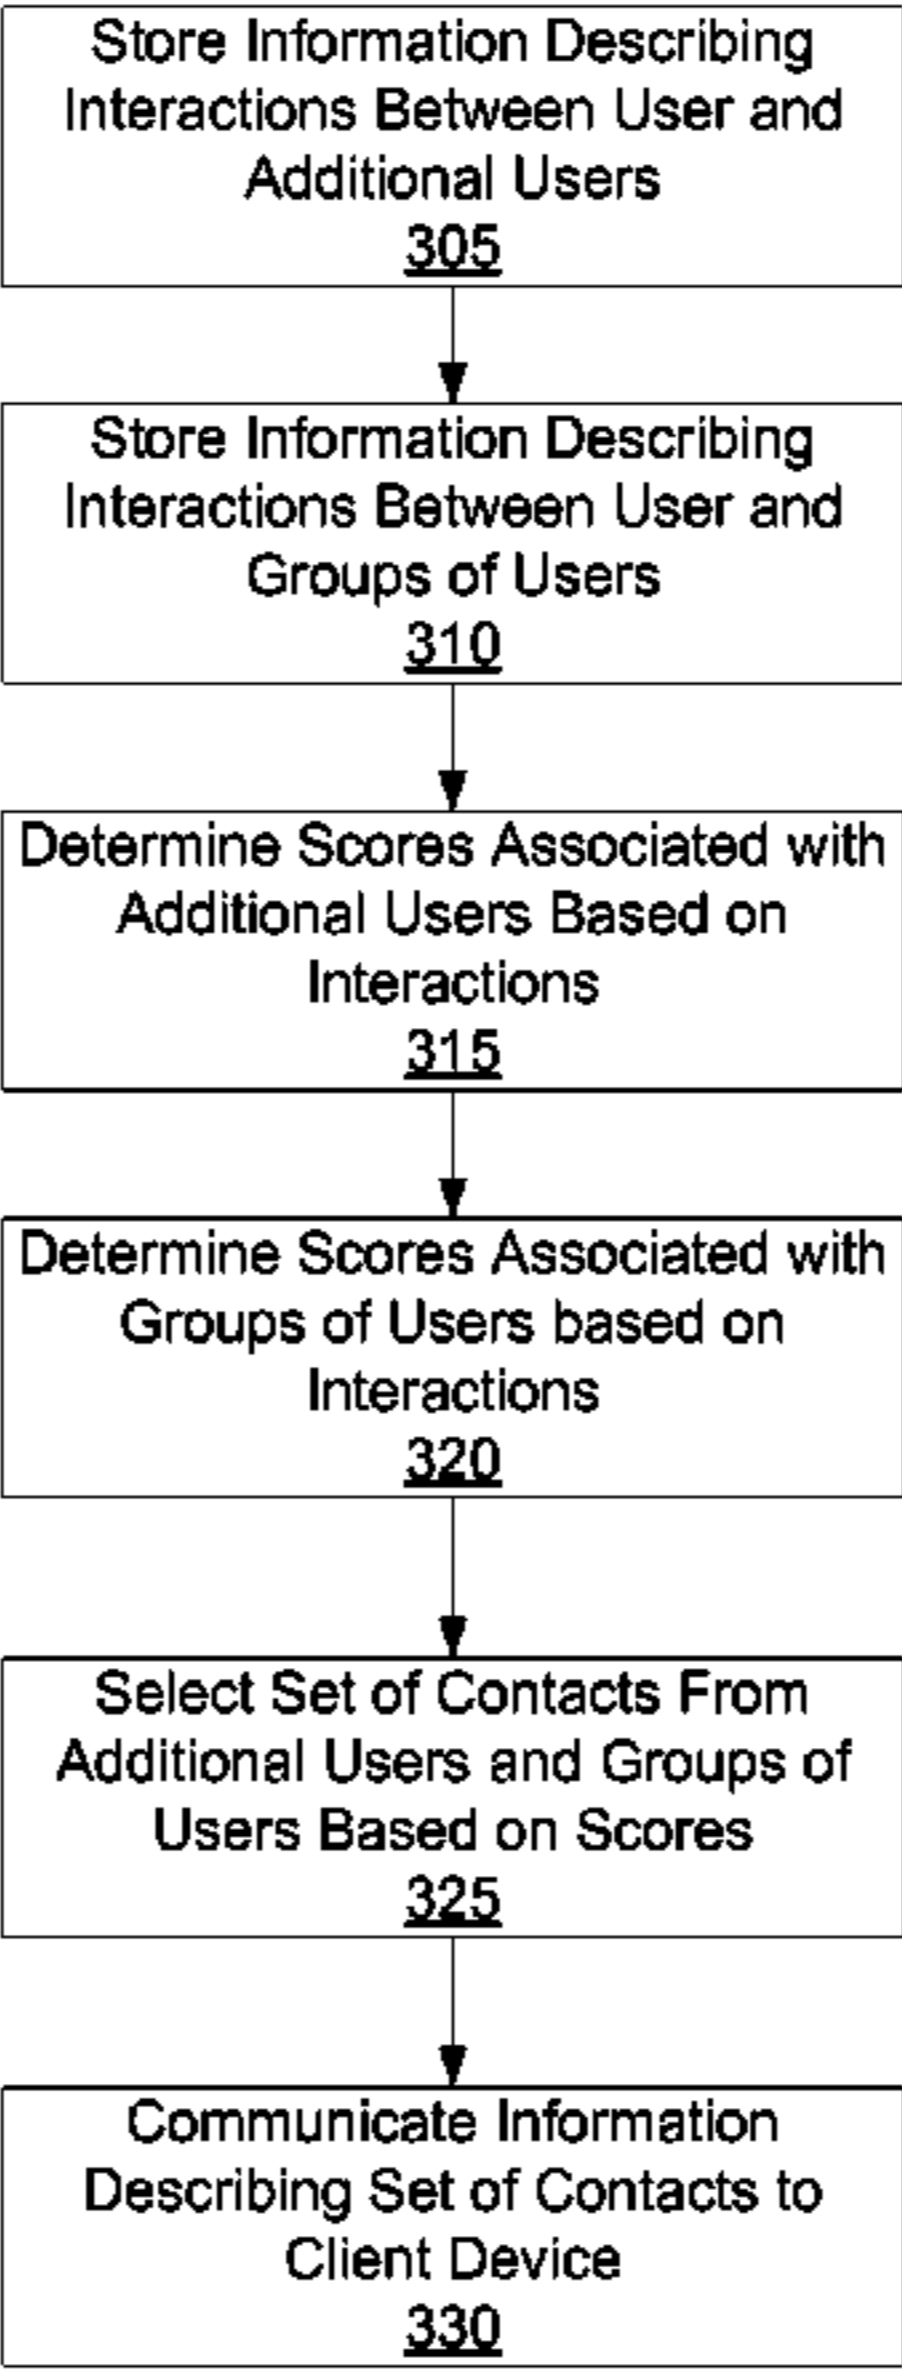 Store Information Describing
Interactions Between User and
Additional Users
305
Store Information Describing
Interactions Between User and
Groups of Users
310
Determine Scores Associated with
Additional Users Based on
Interactions
315
Determine Scores Associated with
Groups of Users based on
Interactions
320
Select Set of Contacts From
Additional Users and Groups of
Users Based on Scores
325
Communicate Information
Describing Set of Contacts to
Client Device
330